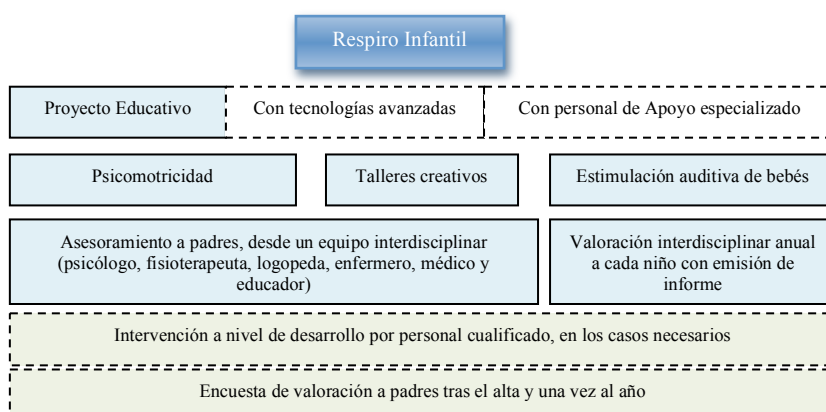 Respiro Infantil
Proyecto Educativo
Con tecnologías avanzadas
Con personal de Apoyo especializado
Psicomotricidad
Talleres creativos
Estimulación auditiva de bebés
Asesoramiento a padres, desde un equipo interdisciplinar
(psicólogo, fisioterapeuta, logopeda, enfermero, médico y
educador)
Valoración interdisciplinar anual
a cada niño con emisión de
informe
Intervención a nivel de desarrollo por personal cualificado, en los casos necesarios
Encuesta de valoración a padres tras el alta y una vez al año